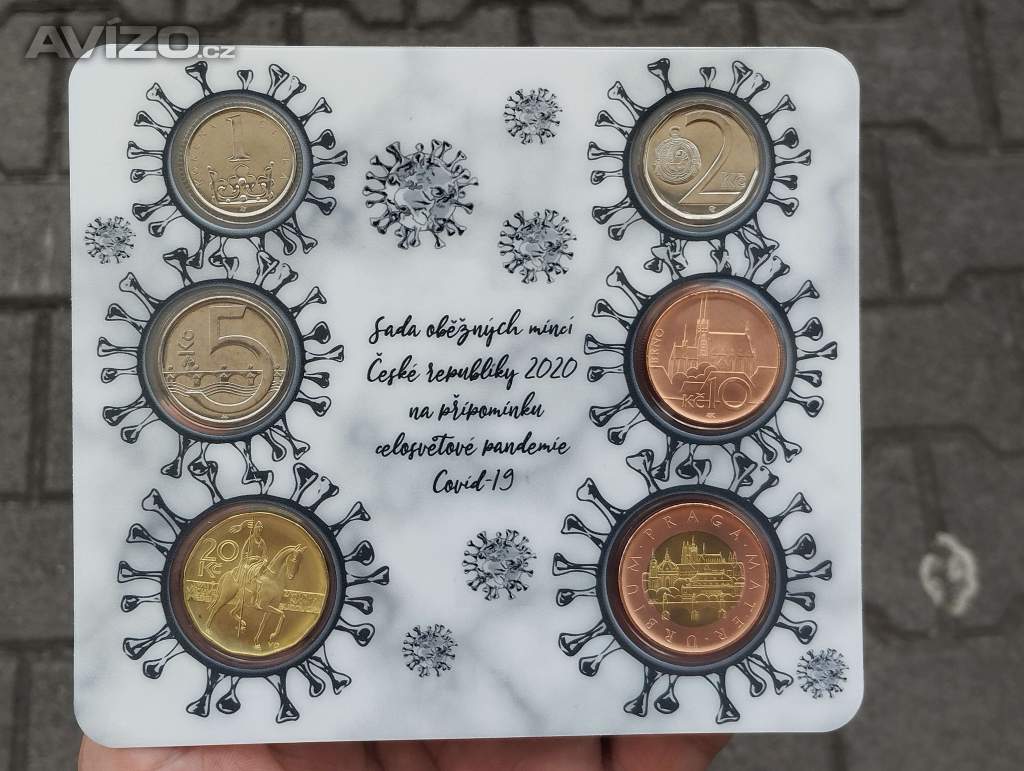 AVÍZO.cz
1
2 Kč
Sada oběžných mincí
České republiky 2020
na připomínku
celosvětové pandemie
Covid-19
5 Kč
BRNO
Kč 10
20
Kč
PRAGA · MATER · URBIUM